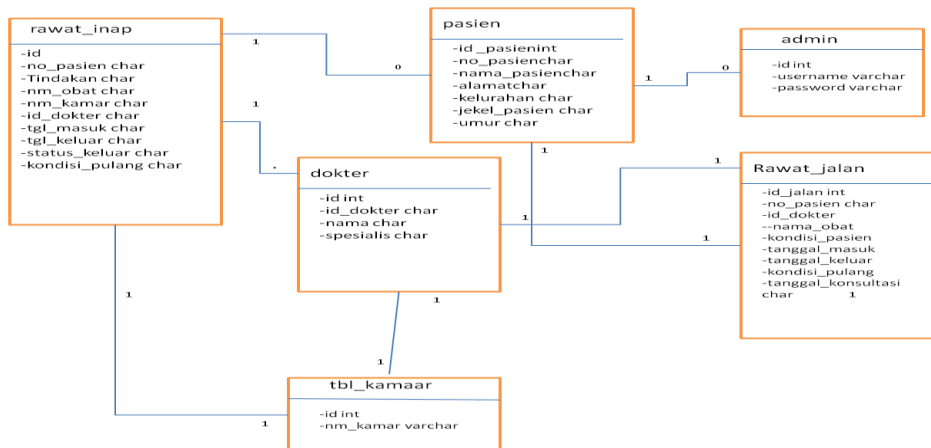 rawat_inap
-id
-no_pasien char
-Tindakan char
-nm_obat char
-nm_kamar char
-id_dokter char
-tgl_masuk char
-tgl_keluar char
-status_keluar char
-kondisi_pulang char
1
1
0
pasien
-id _pasienint
-no_pasienchar
-nama_pasienchar
-alamatchar
-kelurahan char
-jekel_pasien char
-umur char
1
0
admin
-id int
-username varchar
-password varchar
.
dokter
-id int
-id_dokter char
-nama char
-spesialis char
1
1
1
1
Rawat_jalan
-id_jalan int
-no_pasien char
-id_dokter
--nama_obat
-kondisi_pasien
-tanggal_masuk
-tanggal_keluar
-kondisi_pulang
-tanggal_konsultasi
char 1
1
1
1
1
tbl_kamaar
-id int
-nm_kamar varchar